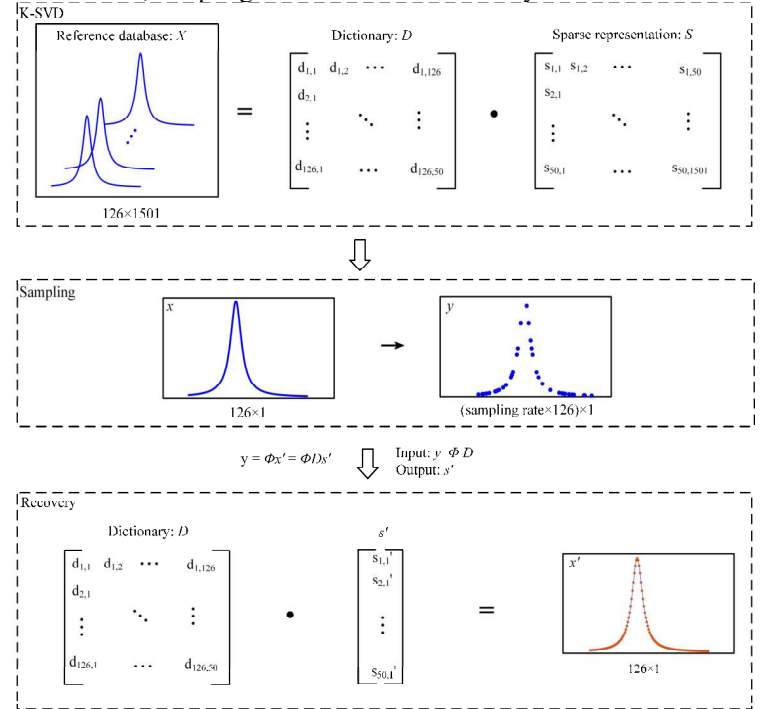 K-SVD
Reference database: X
Dictionary: D
Sparse representation: S
d1,1 d1,2 ... d1,126
d2,1
d126,1 ... d126,50
=
•
s1,1 s1,2 ... s1,50
s2,1
s50,1 ... s50,1501
126×1501
Sampling
x
y
126×1
(sampling rate×126)×1
y = Φx' = ΦDs'
Input: y Φ D
Output: s'
Recovery
Dictionary: D
s'
d1,1 d1,2 ... d1,126
d2,1
d126,1 ... d126,50
•
s1,1'
s2,1'
s50,1'
=
x'
126×1